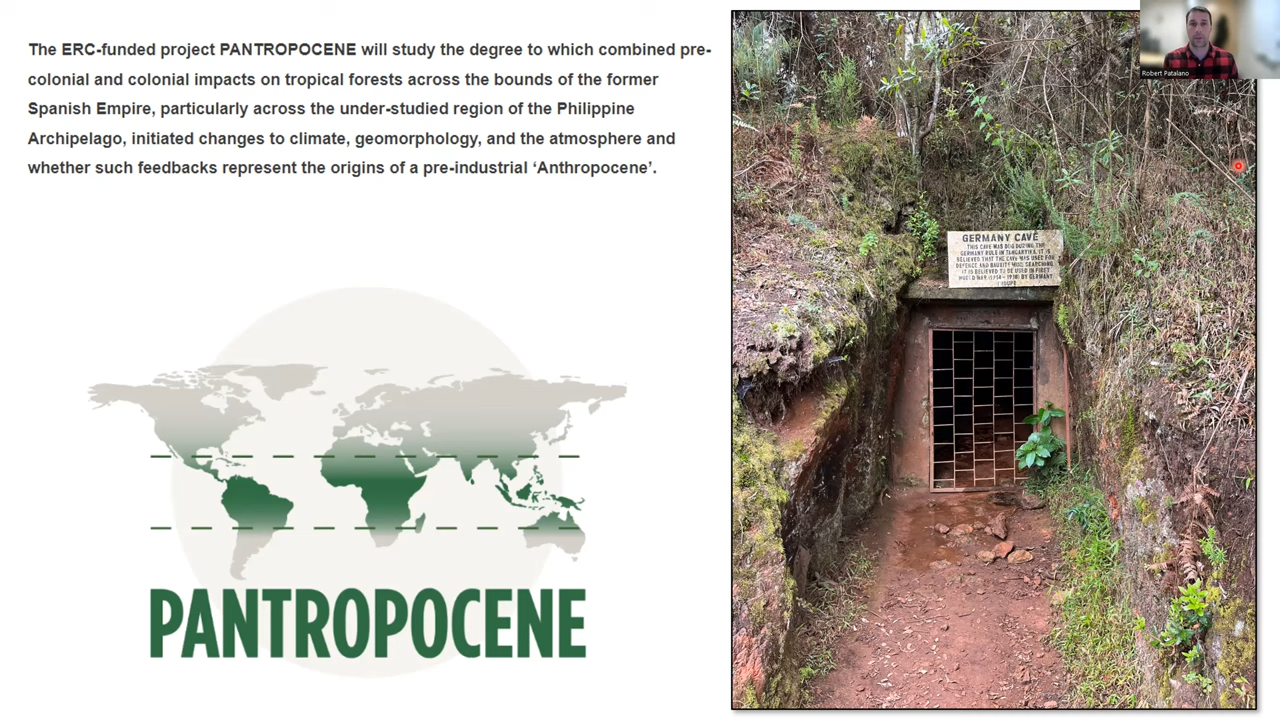 The ERC-funded project PANTROPOCENE will study the degree to which combined pre-
colonial and colonial impacts on tropical forests across the bounds of the former
Spanish Empire, particularly across the under-studied region of the Philippine
Archipelago, initiated changes to climate, geomorphology, and the atmosphere and
whether such feedbacks represent the origins of a pre-industrial ‘Anthropocene’.
PANTROPOCENE
GERMANY CAVE
THIS CAVE WAS DUG DURING THE
GERMANY RULE IN TANGANYIKA. IT IS
BELIEVED THAT THE CAVE WAS USED FOR
DEFENCE AND BAUXITE MISS SEARCHING
IT IS BELIEVED TO BE USED IN FIRST
WORLD WAR (1914 - 1918) BY GERMANY
Robert Patalano